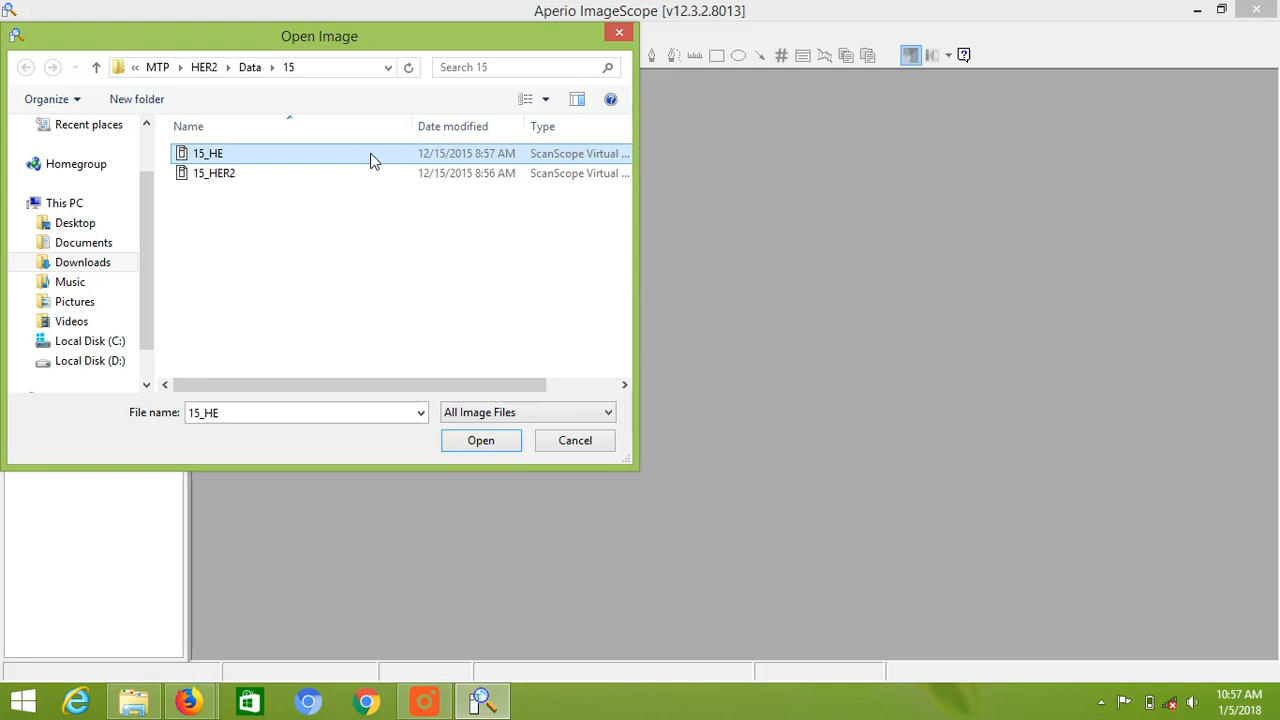 Aperio ImageScope [v12.3.2.8013]
Open Image
« MTP HER2 Data 15
Search 15
Organize
New folder
Name
Date modified
Type
Recent places
Homegroup
This PC
Desktop
Documents
Downloads
Music
Pictures
Videos
Local Disk (C:)
Local Disk (D:)
15_HE 12/15/2015 8:57 AM ScanScope Virtual ...
15_HER2 12/15/2015 8:56 AM ScanScope Virtual ...
File name: 15_HE
All Image Files
Open
Cancel
10:57 AM
1/5/2018